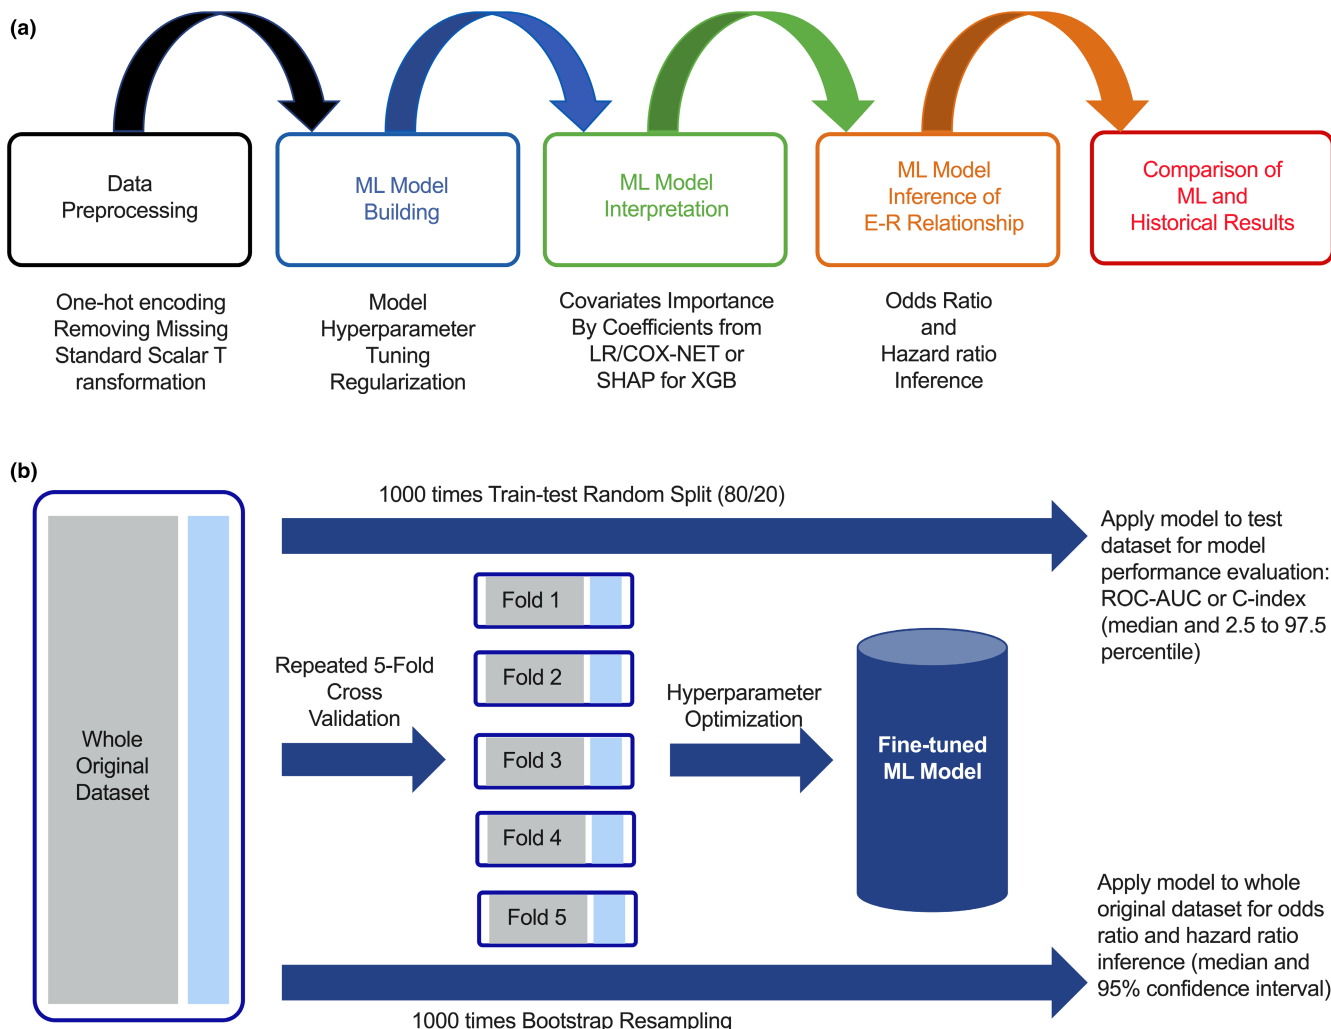 (a)
Data
Preprocessing
ML Model
Building
ML Model
Interpretation
ML Model
Inference of
E-R Relationship
Comparison of
ML and
Historical Results
One-hot encoding
Removing Missing
Standard Scalar T
ransformation
Model
Hyperparameter
Tuning
Regularization
Covariates Importance
By Coefficients from
LR/COX-NET or
SHAP for XGB
Odds Ratio
and
Hazard ratio
Inference
(b)
1000 times Train-test Random Split (80/20)
Whole
Original
Dataset
Repeated 5-Fold
Cross
Validation
Fold 1
Fold 2
Fold 3
Fold 4
Fold 5
Hyperparameter
Optimization
Fine-tuned
ML Model
Apply model to test
dataset for model
performance evaluation:
ROC-AUC or C-index
(median and 2.5 to 97.5
percentile)
Apply model to whole
original dataset for odds
ratio and hazard ratio
inference (median and
95% confidence interval)
1000 times Bootstrap Resampling